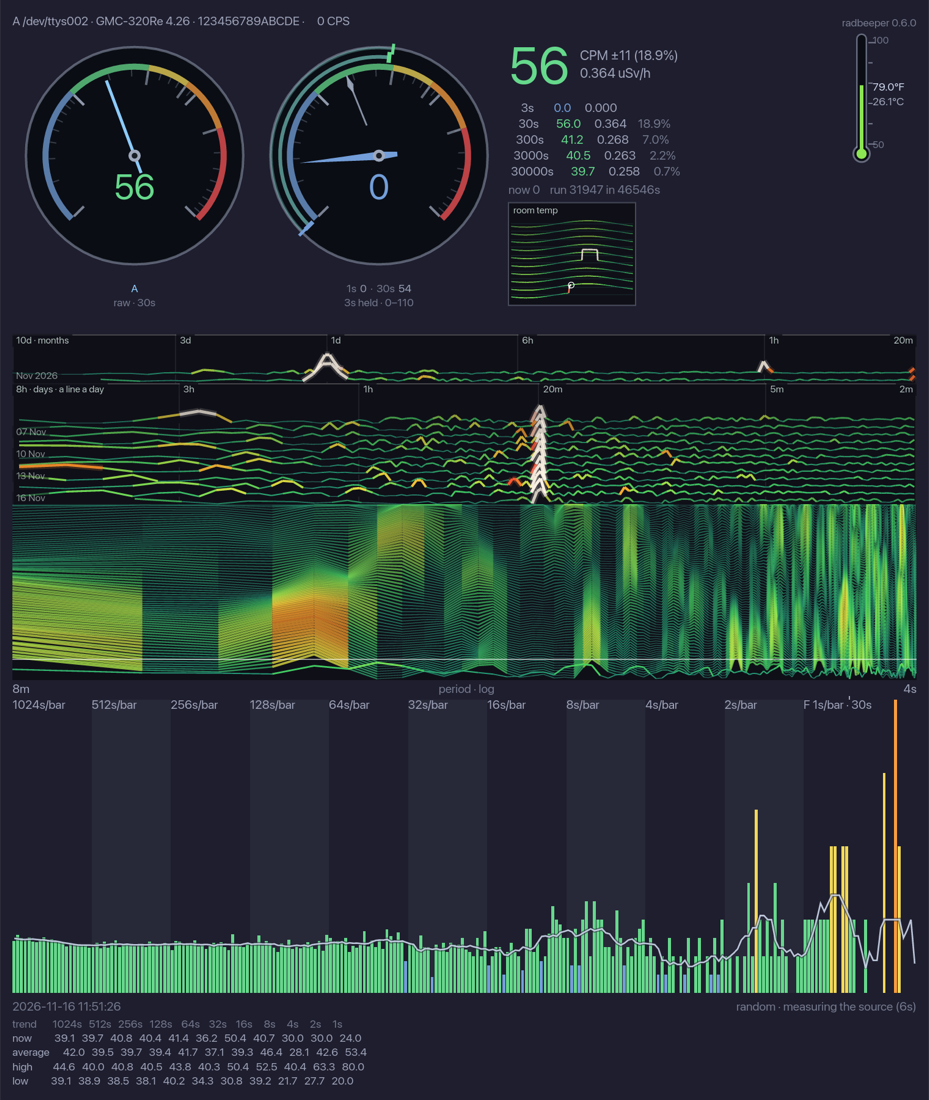 A /dev/ttys002 · GMC-320Re 4.26 · 123456789ABCDE · 0 CPS
radbeeper 0.6.0
100
79.0°F
26.1°C
50
56
0
56 CPM ±11 (18.9%)
0.364 uSv/h
3s 0.0 0.000
30s 56.0 0.364 18.9%
300s 41.2 0.268 7.0%
3000s 40.5 0.263 2.2%
30000s 39.7 0.258 0.7%
now 0 run 31947 in 46546s
room temp
A
raw · 30s
1s 0 · 30s 54
3s held · 0–110
10d · months 3d 1d 6h 1h 20m
Nov 2026
8h · days · a line a day 3h 1h 20m 5m 2m
07 Nov
10 Nov
13 Nov
16 Nov
8m period · log 4s
1024s/bar 512s/bar 256s/bar 128s/bar 64s/bar 32s/bar 16s/bar 8s/bar 4s/bar 2s/bar F 1s/bar · 30s
2026-11-16 11:51:26 random · measuring the source (6s)
trend 1024s 512s 256s 128s 64s 32s 16s 8s 4s 2s 1s
now 39.1 39.7 40.8 40.4 41.4 36.2 50.4 40.7 30.0 30.0 24.0
average 42.0 39.5 39.7 39.4 41.7 37.1 39.3 46.4 28.1 42.6 53.4
high 44.6 40.0 40.8 40.5 43.8 40.3 50.4 52.5 40.4 63.3 80.0
low 39.1 38.9 38.5 38.1 40.2 34.3 30.8 39.2 21.7 27.7 20.0